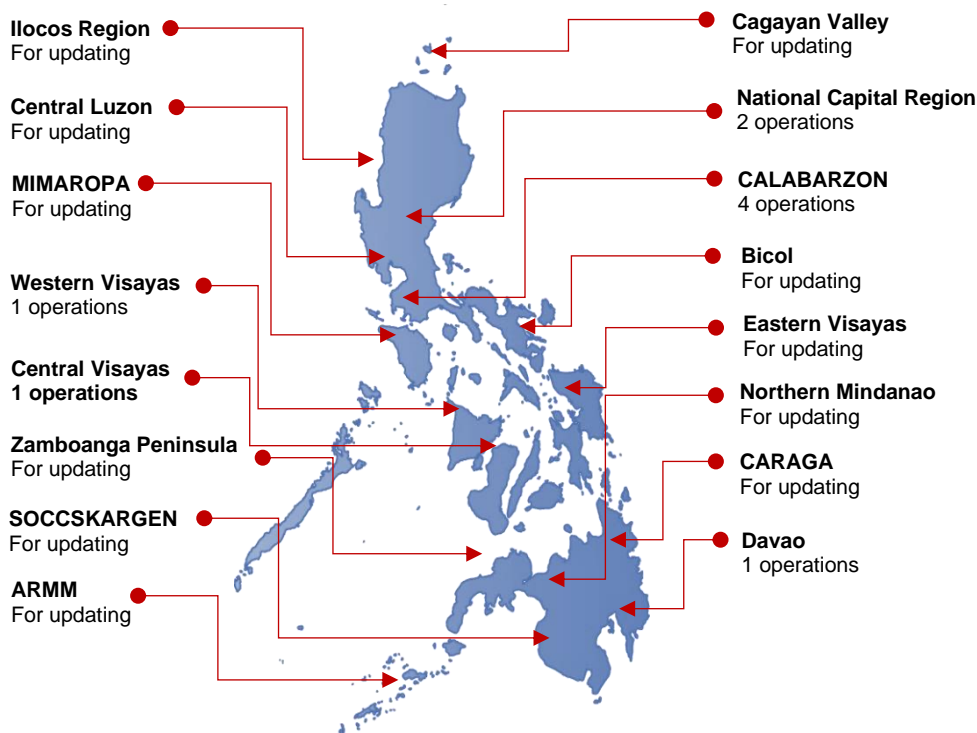 Ilocos Region
For updating
Central Luzon
For updating
MIMAROPA
For updating
Western Visayas
1 operations
Central Visayas
1 operations
Zamboanga Peninsula
For updating
SOCCSKARGEN
For updating
ARMM
For updating
Cagayan Valley
For updating
National Capital Region
2 operations
CALABARZON
4 operations
Bicol
For updating
Eastern Visayas
For updating
Northern Mindanao
For updating
CARAGA
For updating
Davao
1 operations